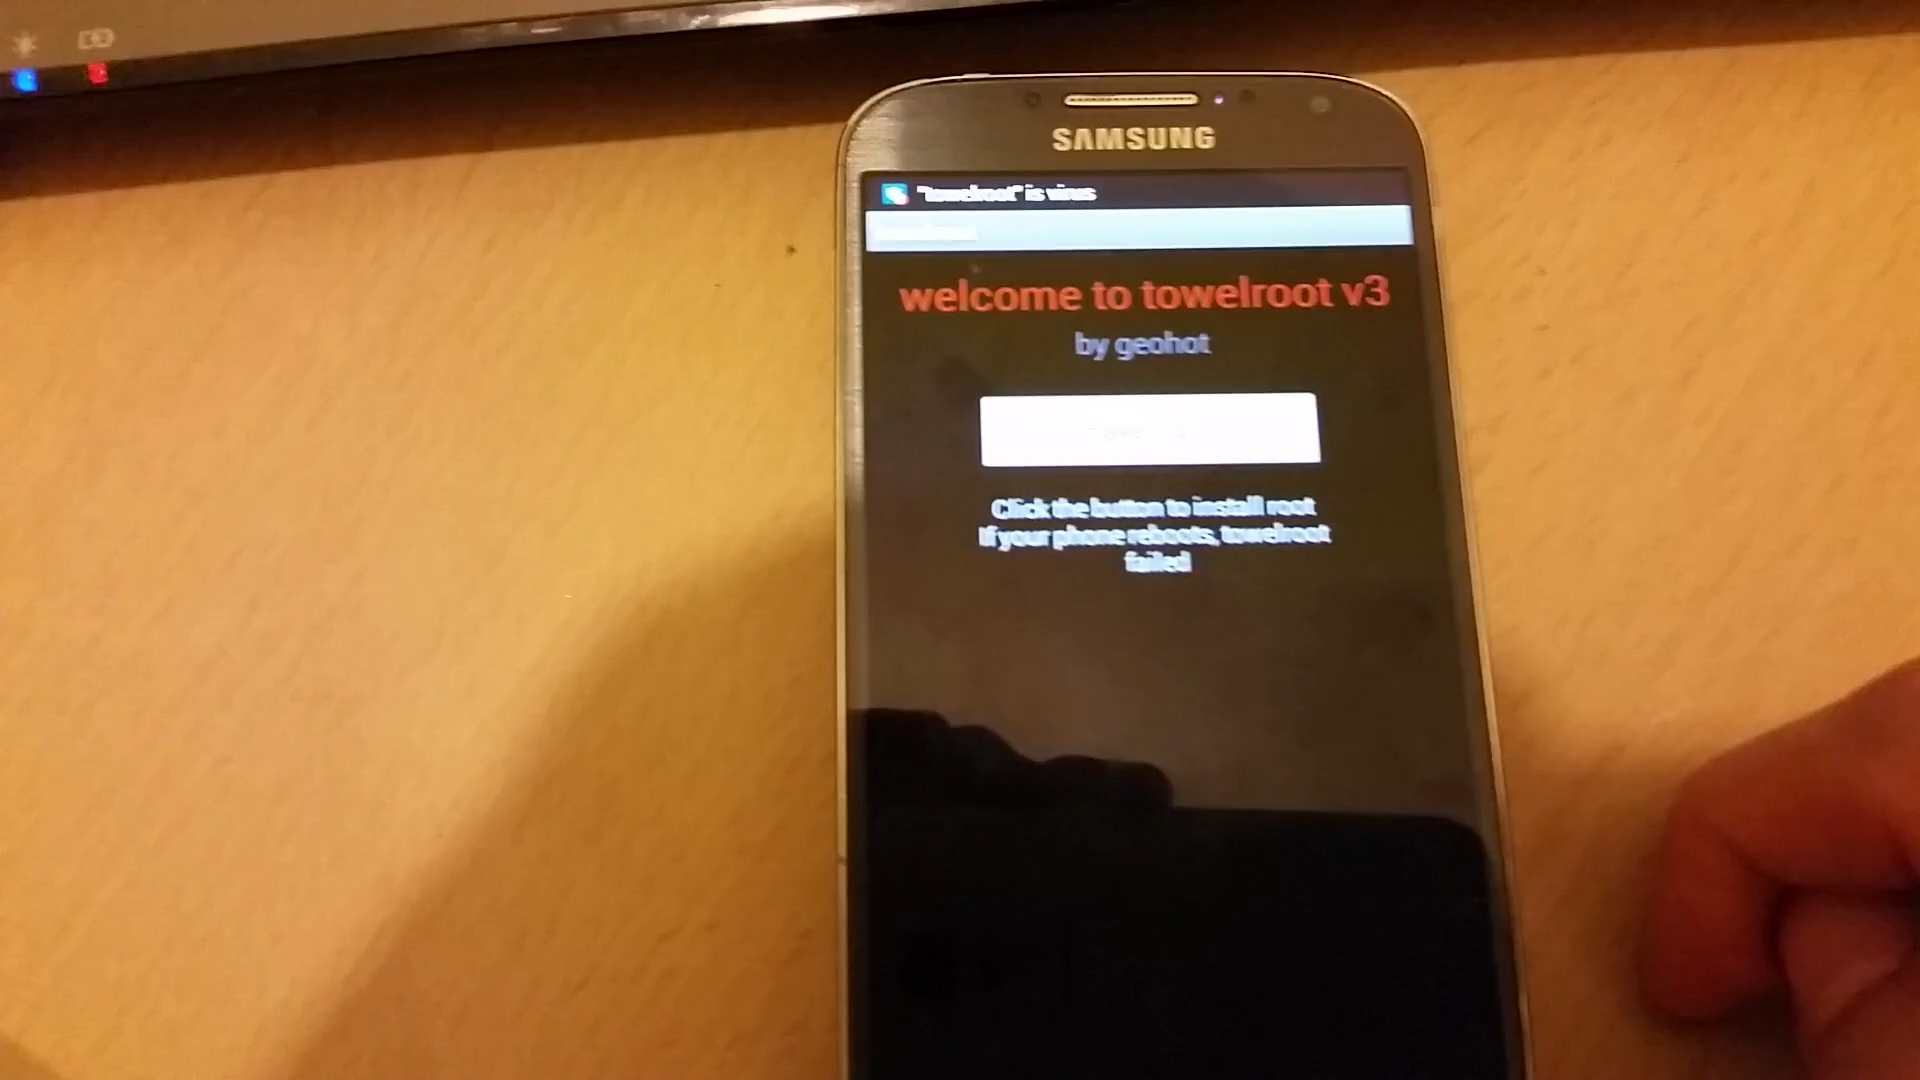 SAMSUNG
"towelroot" is virus
welcome to towelroot v3
by geohot
Click the button to install root
If your phone reboots, towelroot
failed